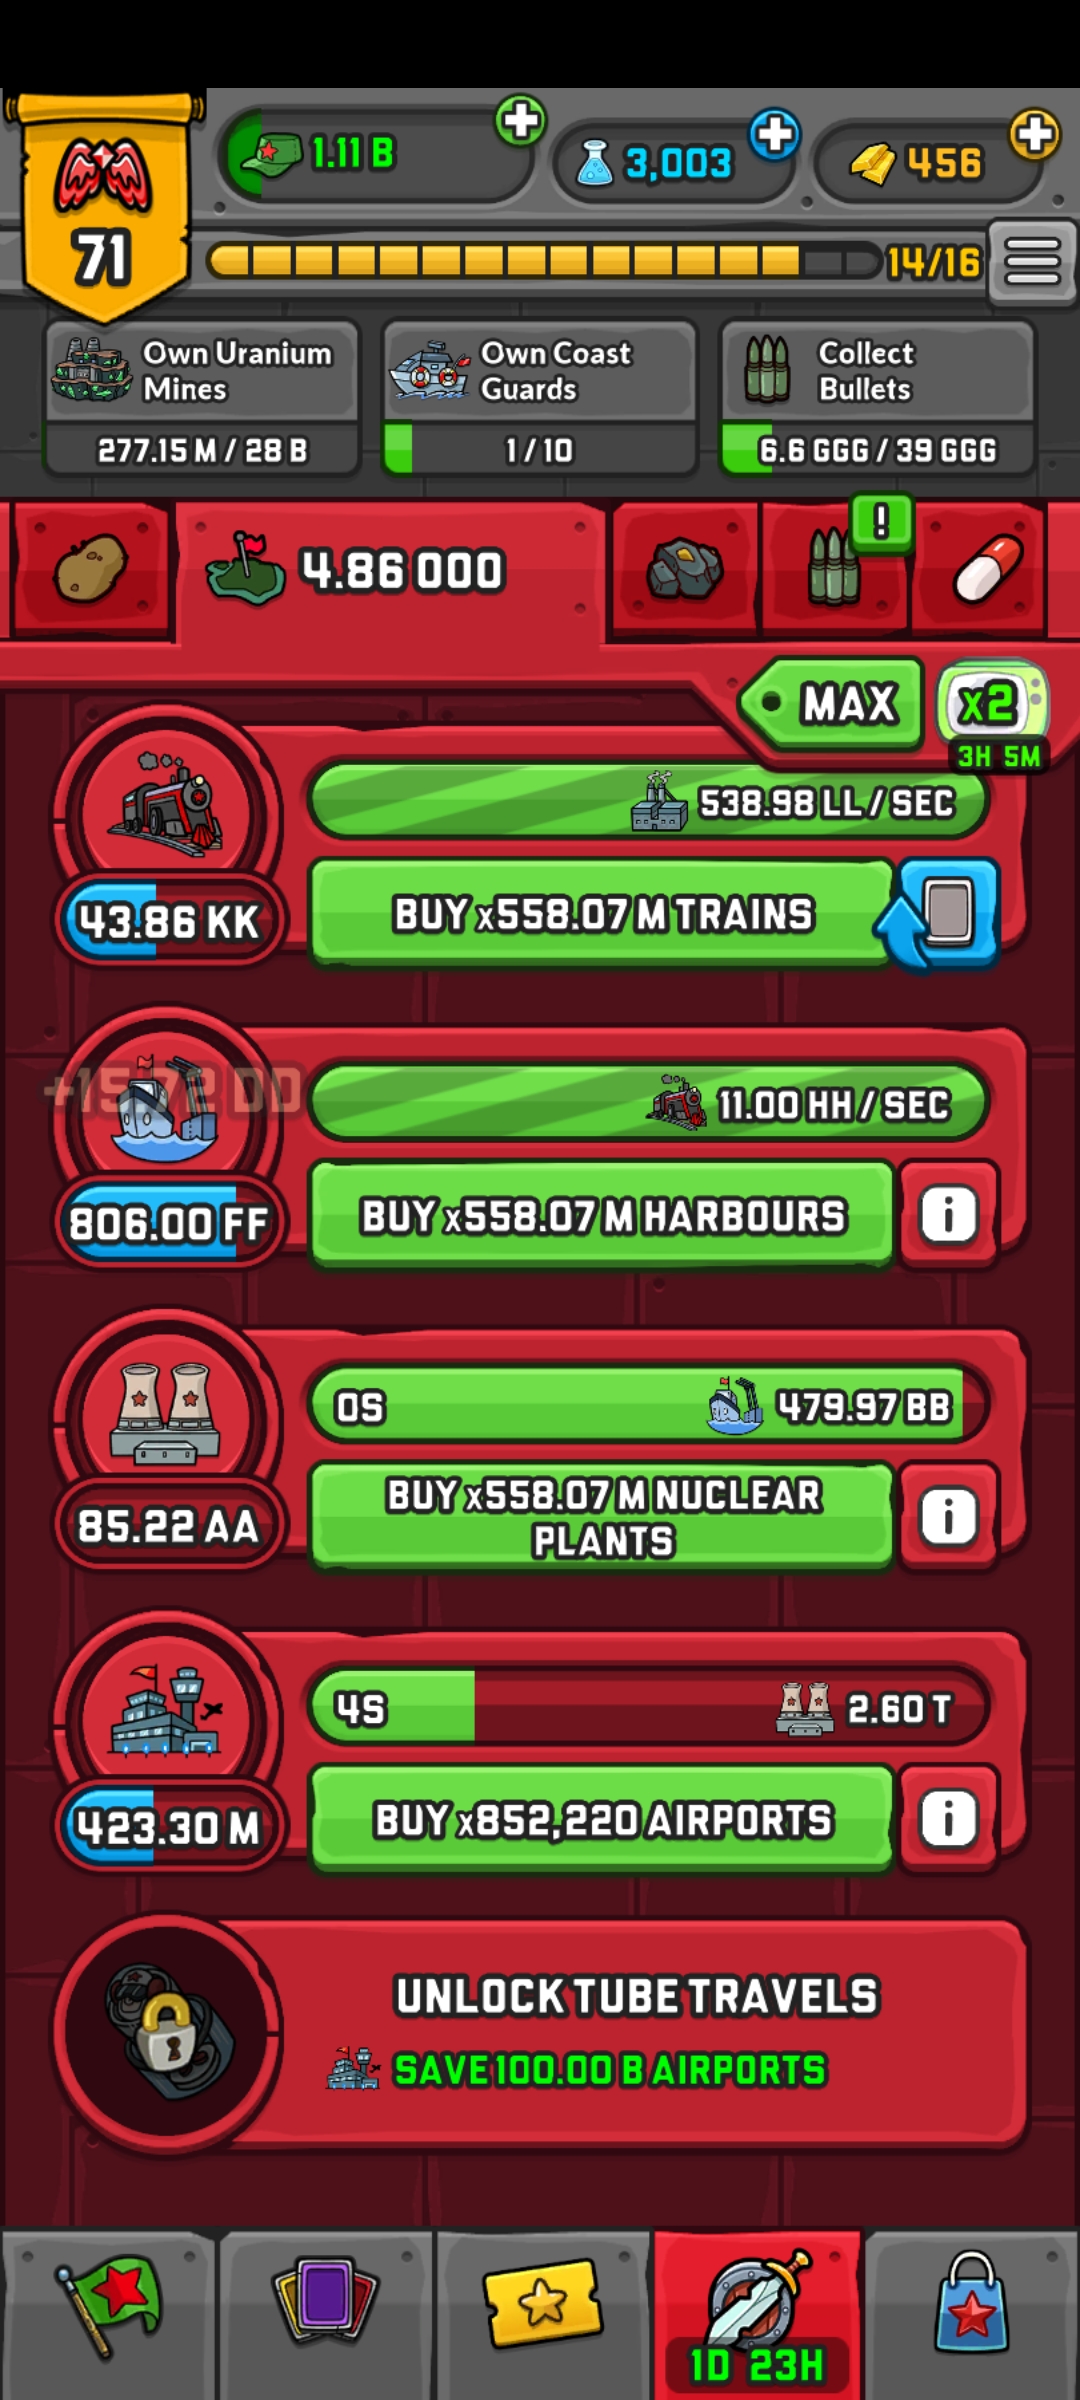 71
1.11 B
3,003
456
14/16
Own Uranium
Mines
277.15 M / 28 B
Own Coast
Guards
1 / 10
Collect
Bullets
6.6 GGG / 39 GGG
4.86 000
!
MAX
x2
3H 5M
538.98 LL / SEC
43.86 KK
BUY x558.07 M TRAINS
+15.72 DD
11.00 HH / SEC
806.00 FF
BUY x558.07 M HARBOURS
i
0S
479.97 BB
85.22 AA
BUY x558.07 M NUCLEAR
PLANTS
i
4S
2.60 T
423.30 M
BUY x852,220 AIRPORTS
i
UNLOCK TUBE TRAVELS
SAVE 100.00 B AIRPORTS
1D 23H